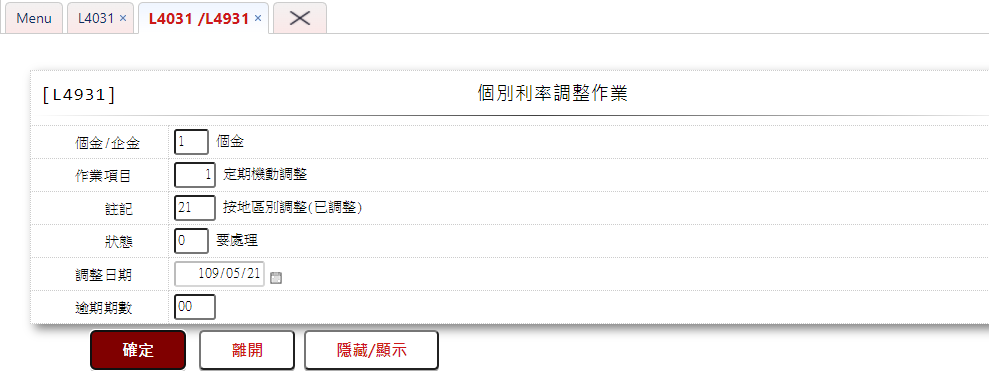 Menu L4031 × L4031 /L4931 ×
[L4931] 個別利率調整作業
個金/企金 1 個金
作業項目 1 定期機動調整
註記 21 按地區別調整(已調整)
狀態 0 要處理
調整日期 109/05/21
逾期期數 00
確定 離開 隱藏/顯示